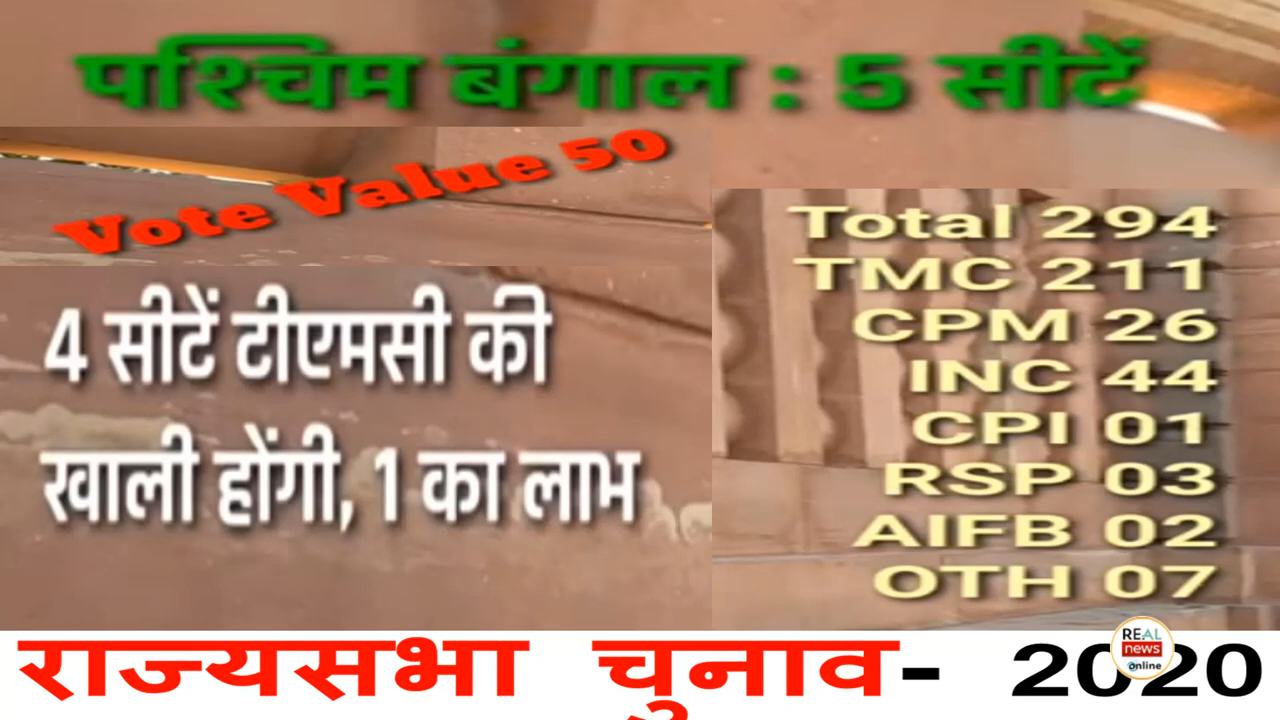 पश्चिम बंगाल : 5 सीटें
Vote Value 50
4 सीटें टीएमसी की
खाली होंगी, 1 का लाभ
Total 294
TMC 211
CPM 26
INC 44
CPI 01
RSP 03
AIFB 02
OTH 07
राज्यसभा चुनाव- 2020
REAL
news
online